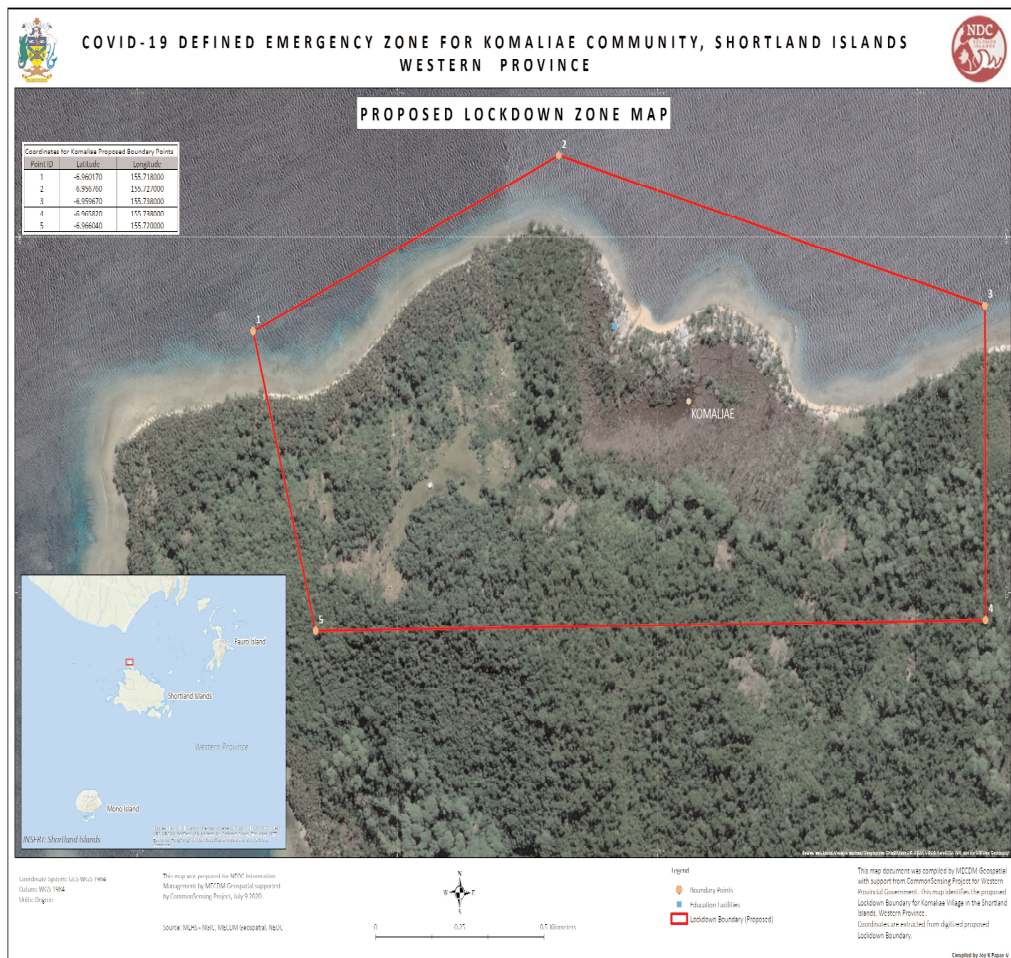 COVID-19 DEFINED EMERGENCY ZONE FOR KOMALIAE COMMUNITY, SHORTLAND ISLANDS
WESTERN PROVINCE
NDC
PROPOSED LOCKDOWN ZONE MAP
Coordinates for Komaliae Proposed Boundary Points
Point ID Latitude Longitude
1 -6.960170 155.718000
2 6.956760 155.727000
3 -6.959670 155.738000
4 -6.965820 155.738000
5 -6.966040 155.720000
2
3
1
KOMALIAE
5
4
Fauro Island
Shortland Islands
Western Province
Mono Island
INSERT: Shortland Islands
Coordinate System: GCS WGS 1984
Datum: WGS 1984
Units: Degree
This map was prepared for NEOC Information
Management by MECDM Geospatial supported
by CommonSensing Project, July 9 2020
Source: MLHS - NGIC, MECDM Geospatial, NEOC
N
W E
S
0 0.25 0.5 Kilometers
Legend
Boundary Points
Education Facilities
Lockdown Boundary (Proposed)
This map document was compiled by MECDM Geospatial
with support from CommonSensing Project for Western
Provincial Government. This map identifies the proposed
Lockdown Boundary for Komaliae Village in the Shortland
Islands, Western Province.
Coordinates are extracted from digitized proposed
Lockdown Boundary.
Compiled by Joy K Papao